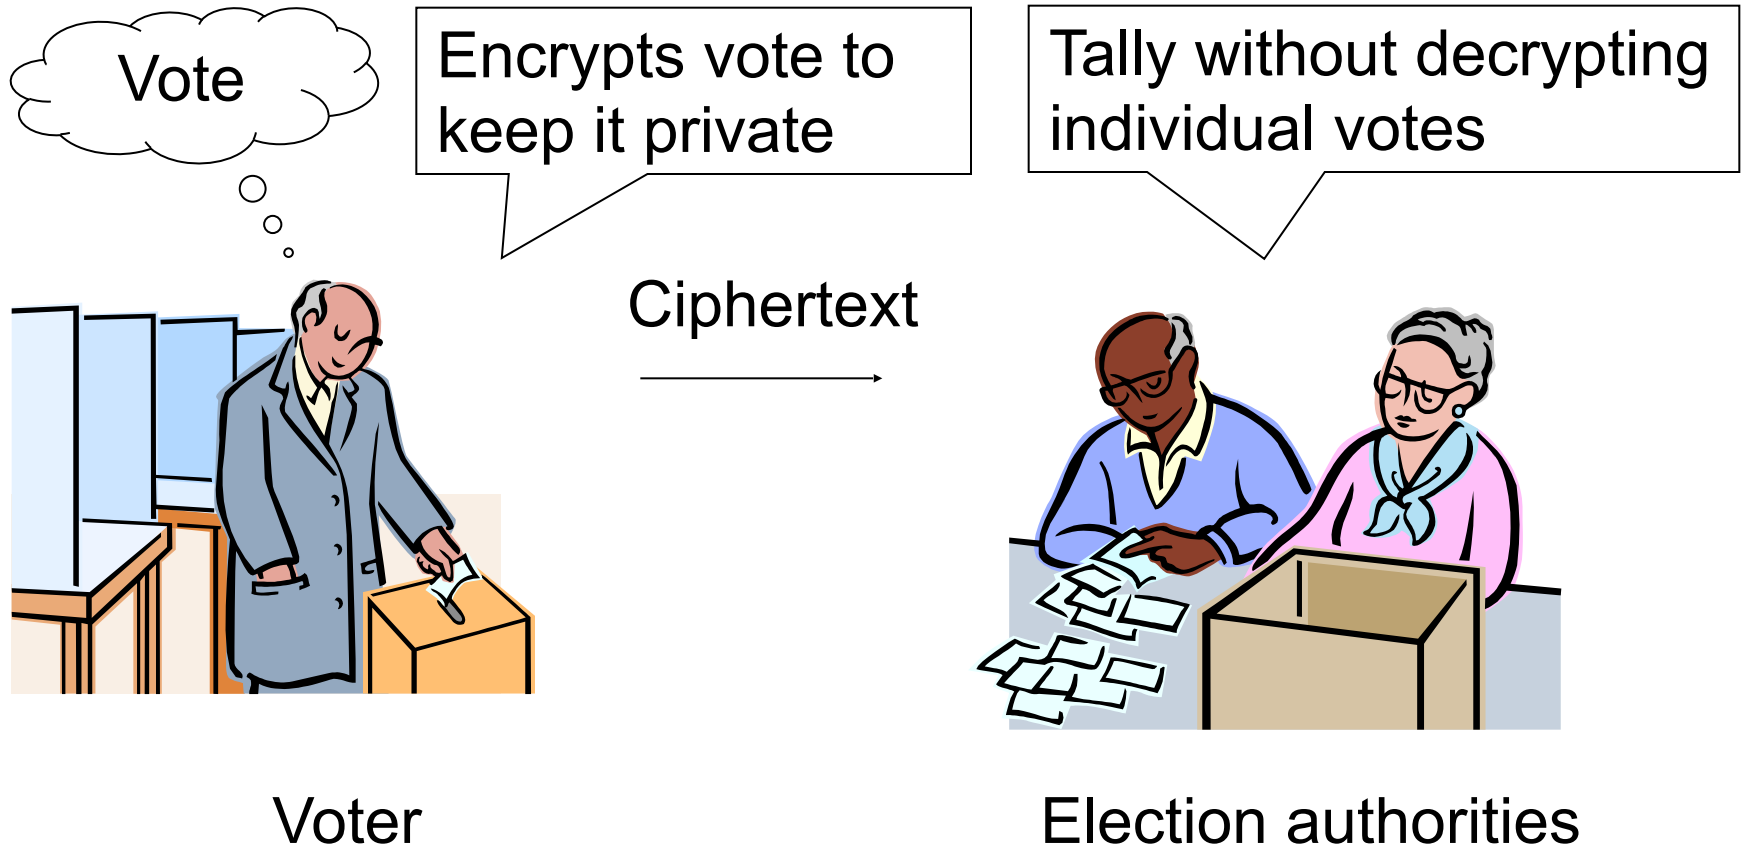 Vote
Encrypts vote to
keep it private
Tally without decrypting
individual votes
Ciphertext
Voter
Election authorities